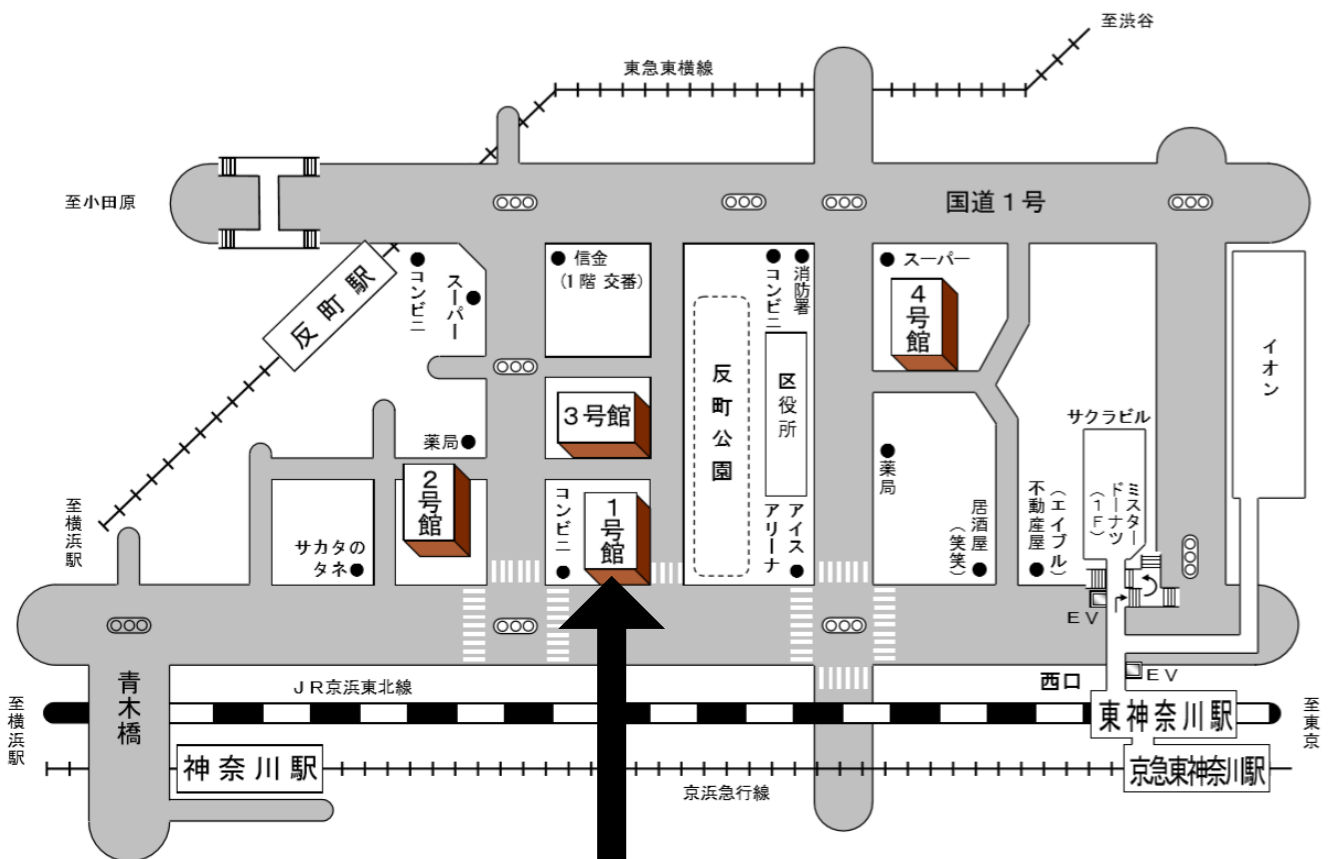 至渋谷
東急東横線
至小田原
国道１号
反町駅
コンビニ
スーパー
信金
(1階 交番)
コンビニ
消防署
スーパー
４号館
イオン
反町公園
区役所
３号館
薬局
２号館
サクラビル
ミスター
ドーナツ
(1F)
薬局
コンビニ
１号館
アイス
アリーナ
居酒屋
(笑笑)
不動産屋
(エイブル)
至横浜駅
サカタの
タネ
EV
EV
西口
青木橋
JR京浜東北線
至横浜駅
東神奈川駅
至東京
神奈川駅
京浜急行線
京急東神奈川駅